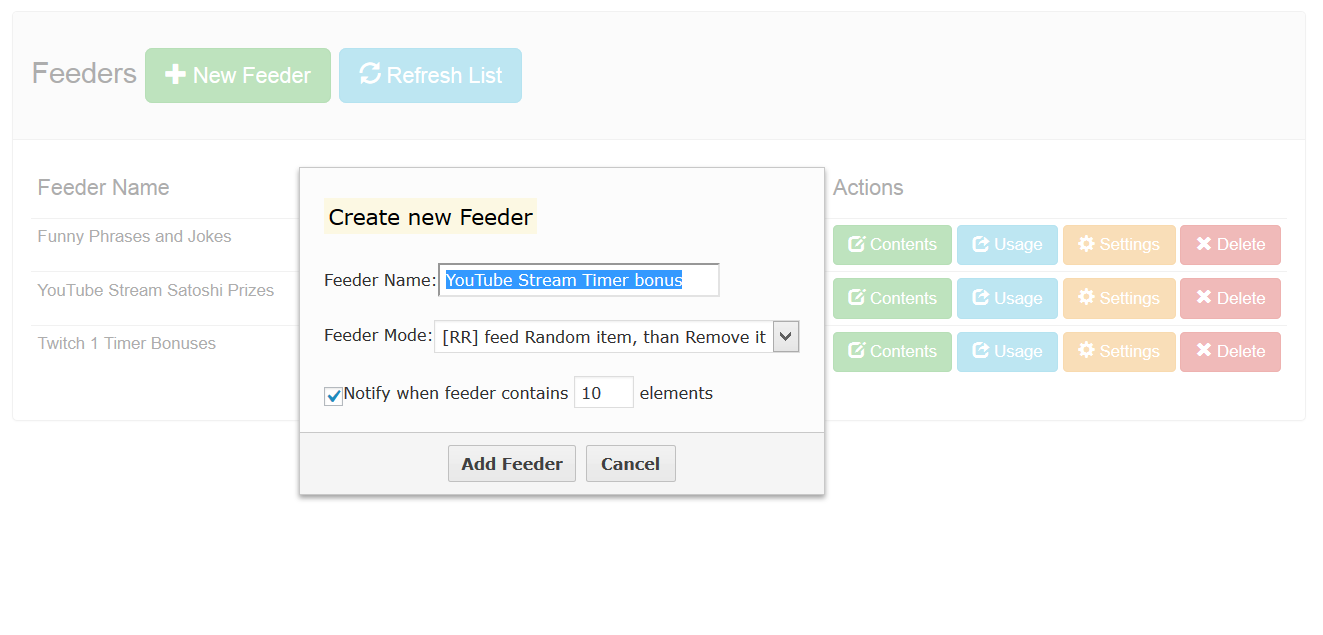 Feeders New Feeder Refresh List
Feeder Name Actions
Funny Phrases and Jokes Contents Usage Settings Delete
YouTube Stream Satoshi Prizes Contents Usage Settings Delete
Twitch 1 Timer Bonuses Contents Usage Settings Delete
Create new Feeder
Feeder Name: YouTube Stream Timer bonus
Feeder Mode: [RR] feed Random item, than Remove it
Notify when feeder contains 10 elements
Add Feeder Cancel